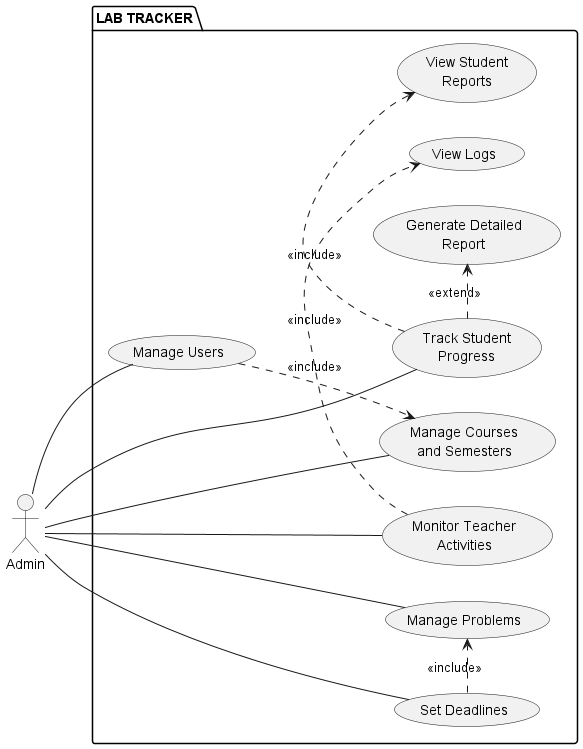 LAB TRACKER
View Student
Reports
View Logs
Generate Detailed
Report
«include»
«extend»
«include»
Track Student
Progress
Manage Users
«include»
Manage Courses
and Semesters
Monitor Teacher
Activities
Admin
Manage Problems
«include»
Set Deadlines